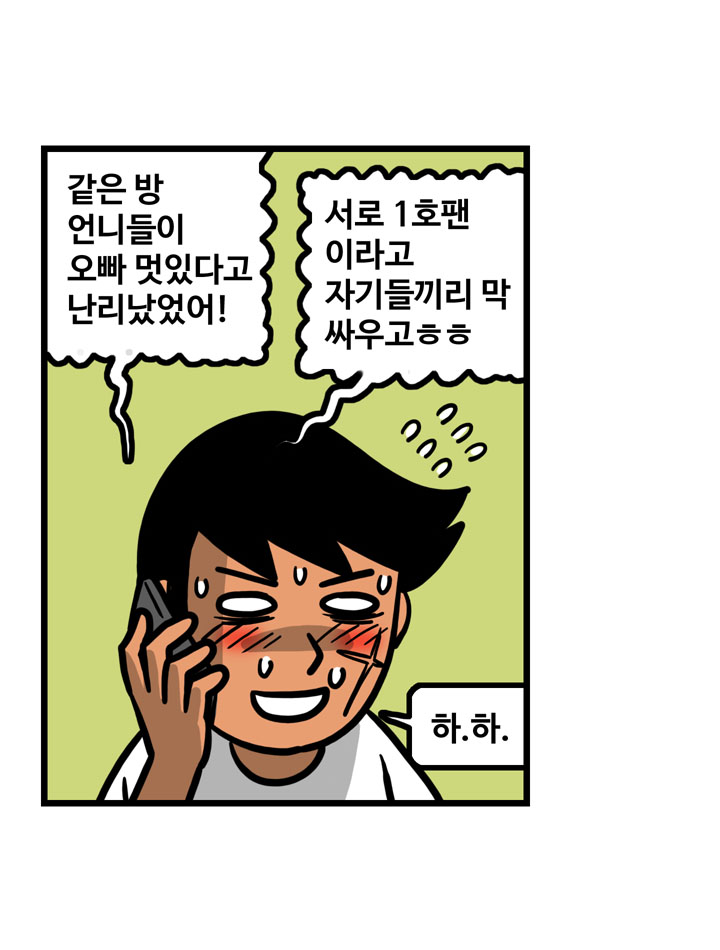 같은 방
언니들이
오빠 멋있다고
난리났었어!
서로 1호팬
이라고
자기들끼리 막
싸우고ㅎㅎ
하.하.